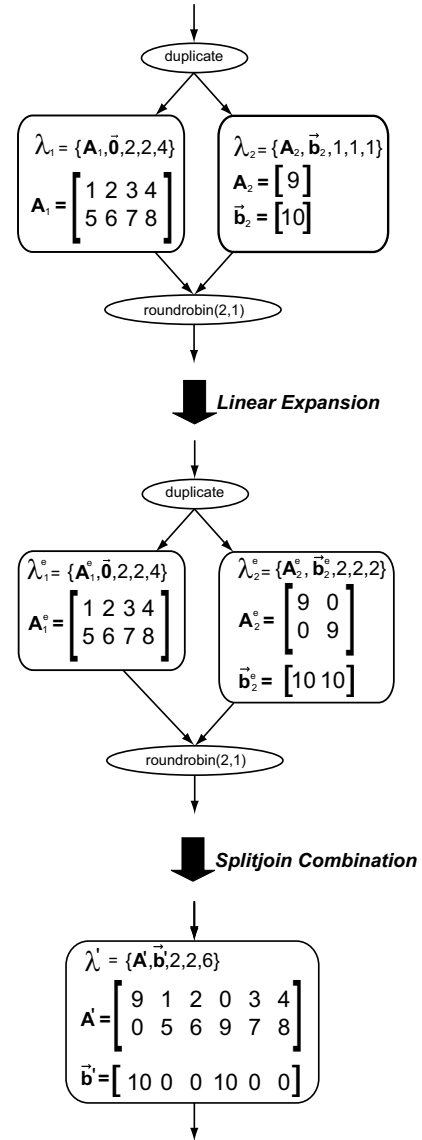 duplicate
λ₁ = {A₁,0⃗,2,2,4}
A₁ = [1 2 3 4
5 6 7 8]
λ₂ = {A₂, b⃗₂,1,1,1}
A₂ = [9]
b⃗₂ = [10]
roundrobin(2,1)
Linear Expansion
duplicate
λ₁ᵉ = {A₁ᵉ,0⃗,2,2,4}
A₁ᵉ = [1 2 3 4
5 6 7 8]
λ₂ᵉ = {A₂ᵉ, b⃗₂ᵉ,2,2,2}
A₂ᵉ = [9 0
0 9]
b⃗₂ᵉ = [10 10]
roundrobin(2,1)
Splitjoin Combination
λ' = {A',b⃗',2,2,6}
A' = [9 1 2 0 3 4
0 5 6 9 7 8]
b⃗' = [10 0 0 10 0 0]